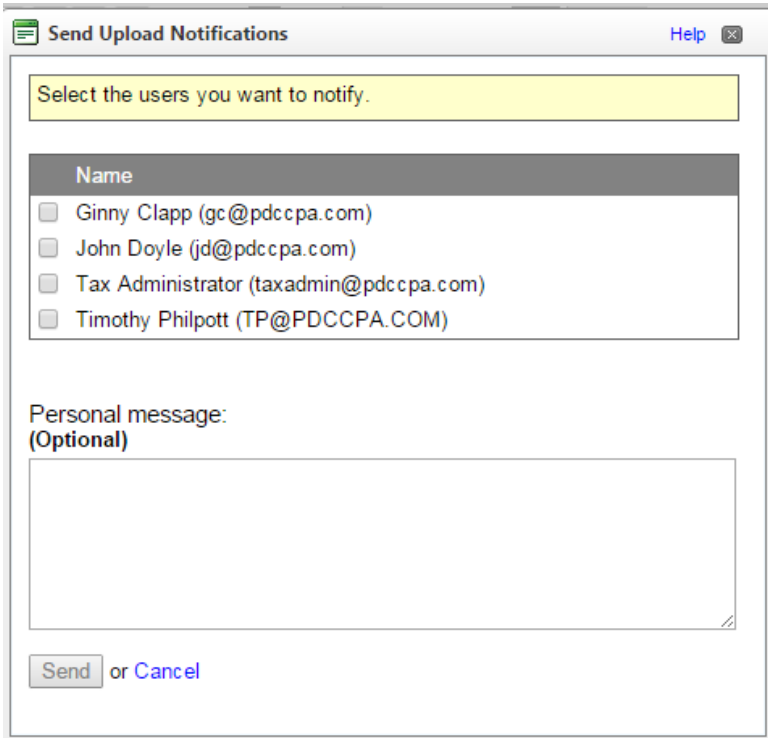 Send Upload Notifications Help
Select the users you want to notify.
Name
Ginny Clapp (gc@pdccpa.com)
John Doyle (jd@pdccpa.com)
Tax Administrator (taxadmin@pdccpa.com)
Timothy Philpott (TP@PDCCPA.COM)
Personal message:
(Optional)
Send or Cancel